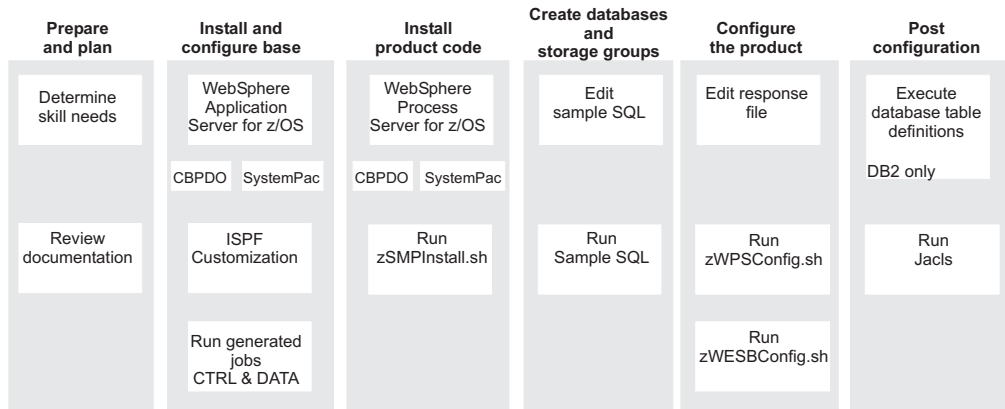 Prepare
and plan
Determine
skill needs
Review
documentation
Install and
configure base
WebSphere
Application
Server for z/OS
CBPDO
SystemPac
ISPF
Customization
Run generated
jobs
CTRL & DATA
Install
product code
WebSphere
Process
Server for z/OS
CBPDO
SystemPac
Run
zSMPInstall.sh
Create databases
and
storage groups
Edit
sample SQL
Run
Sample SQL
Configure
the product
Edit response
file
Run
zWPSConfig.sh
Run
zWESBConfig.sh
Post
configuration
Execute
database table
definitions
DB2 only
Run
Jacls